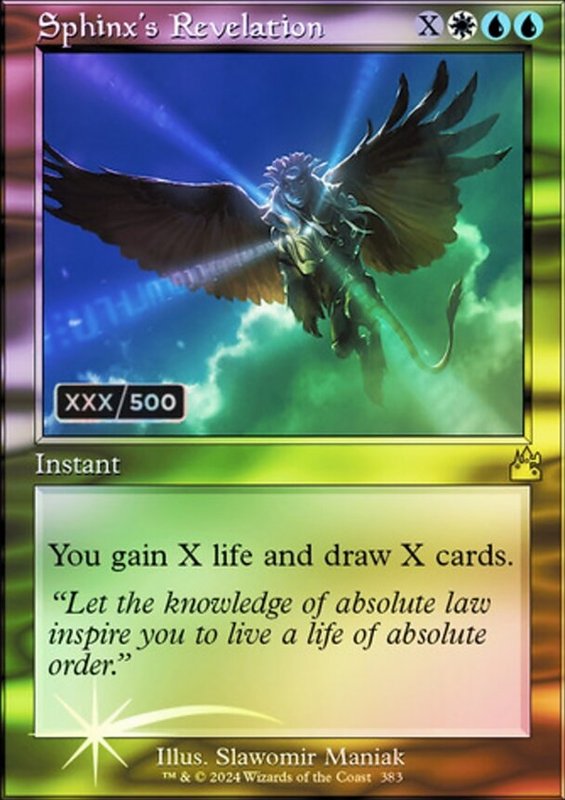 Sphinx's Revelation X
XXX/500
Instant
You gain X life and draw X cards.
“Let the knowledge of absolute law
inspire you to live a life of absolute
order.”
Illus. Slawomir Maniak
™ & © 2024 Wizards of the Coast 383